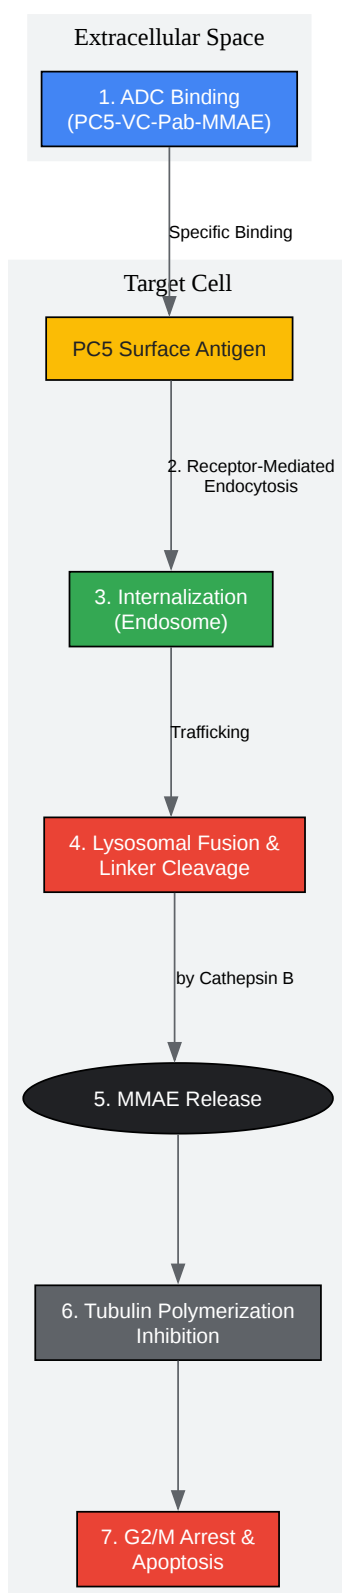 Extracellular Space
1. ADC Binding
(PC5-VC-Pab-MMAE)
Specific Binding
Target Cell
PC5 Surface Antigen
2. Receptor-Mediated
Endocytosis
3. Internalization
(Endosome)
Trafficking
4. Lysosomal Fusion &
Linker Cleavage
by Cathepsin B
5. MMAE Release
6. Tubulin Polymerization
Inhibition
7. G2/M Arrest &
Apoptosis